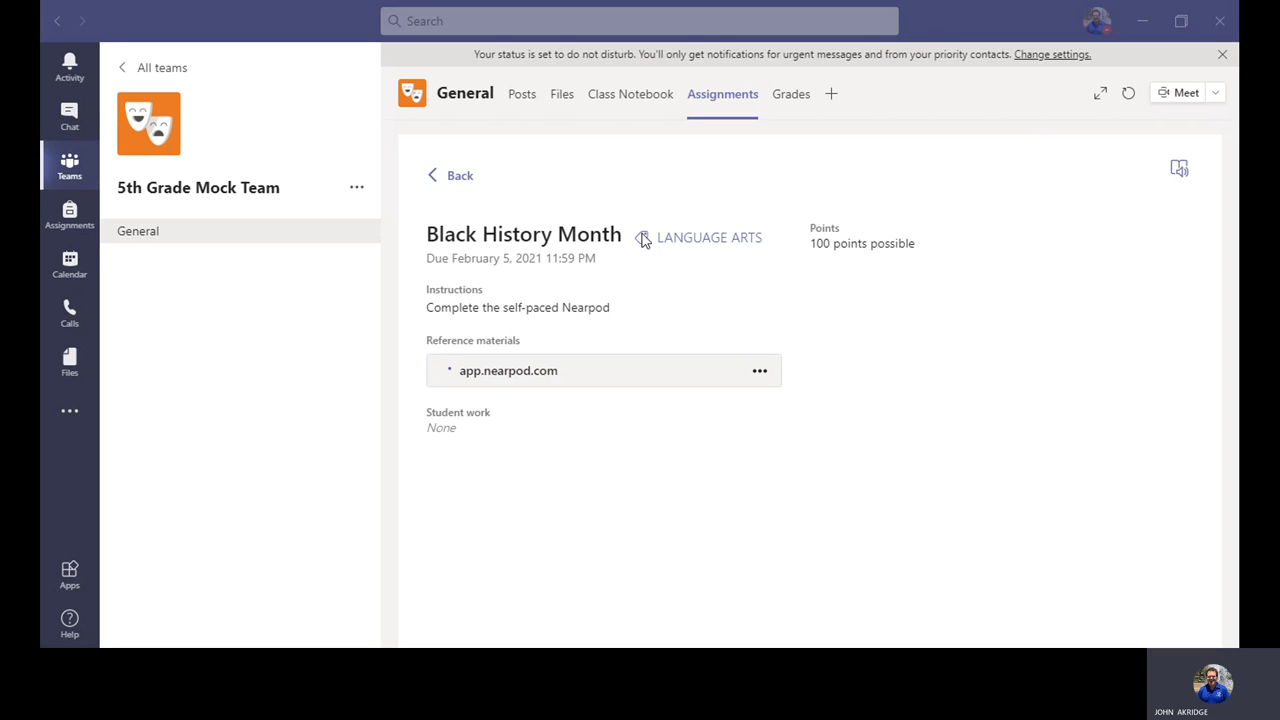 Search
Your status is set to do not disturb. You'll only get notifications for urgent messages and from your priority contacts. Change settings.
Activity
Chat
Teams
Assignments
Calendar
Calls
Files
Apps
Help
All teams
5th Grade Mock Team
General
General
Posts
Files
Class Notebook
Assignments
Grades
Meet
Back
Black History Month
LANGUAGE ARTS
Due February 5, 2021 11:59 PM
Points
100 points possible
Instructions
Complete the self-paced Nearpod
Reference materials
app.nearpod.com
Student work
None
JOHN AKRIDGE